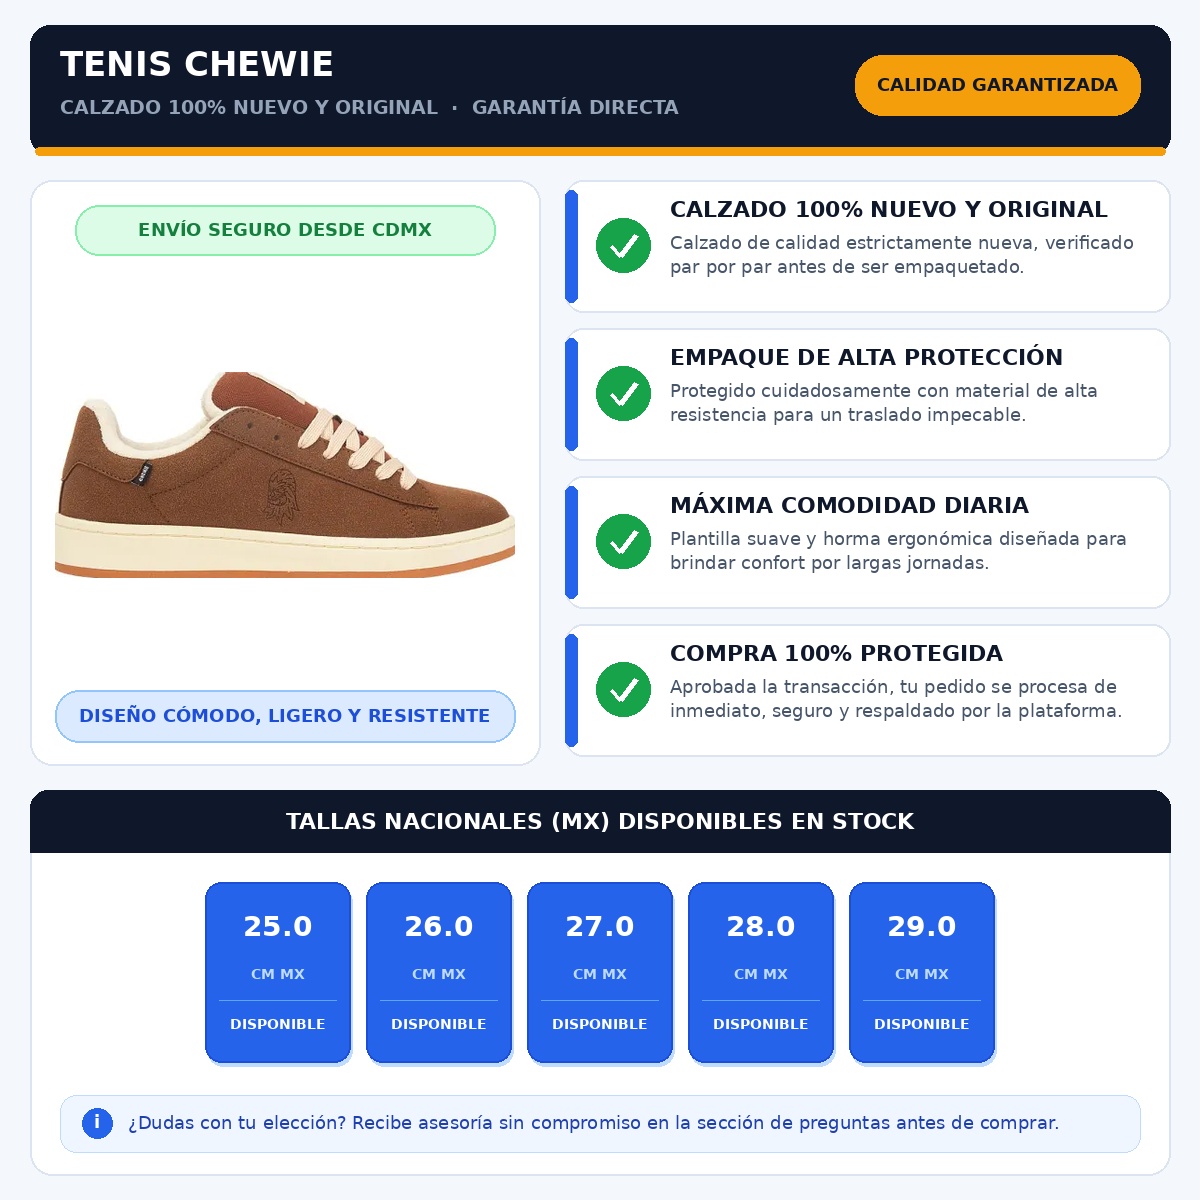 TENIS CHEWIE
CALZADO 100% NUEVO Y ORIGINAL · GARANTÍA DIRECTA
CALIDAD GARANTIZADA
ENVÍO SEGURO DESDE CDMX
DISEÑO CÓMODO, LIGERO Y RESISTENTE
CALZADO 100% NUEVO Y ORIGINAL
Calzado de calidad estrictamente nueva, verificado
par por par antes de ser empaquetado.
EMPAQUE DE ALTA PROTECCIÓN
Protegido cuidadosamente con material de alta
resistencia para un traslado impecable.
MÁXIMA COMODIDAD DIARIA
Plantilla suave y horma ergonómica diseñada para
brindar confort por largas jornadas.
COMPRA 100% PROTEGIDA
Aprobada la transacción, tu pedido se procesa de
inmediato, seguro y respaldado por la plataforma.
TALLAS NACIONALES (MX) DISPONIBLES EN STOCK
25.0
CM MX
DISPONIBLE
26.0
CM MX
DISPONIBLE
27.0
CM MX
DISPONIBLE
28.0
CM MX
DISPONIBLE
29.0
CM MX
DISPONIBLE
i ¿Dudas con tu elección? Recibe asesoría sin compromiso en la sección de preguntas antes de comprar.